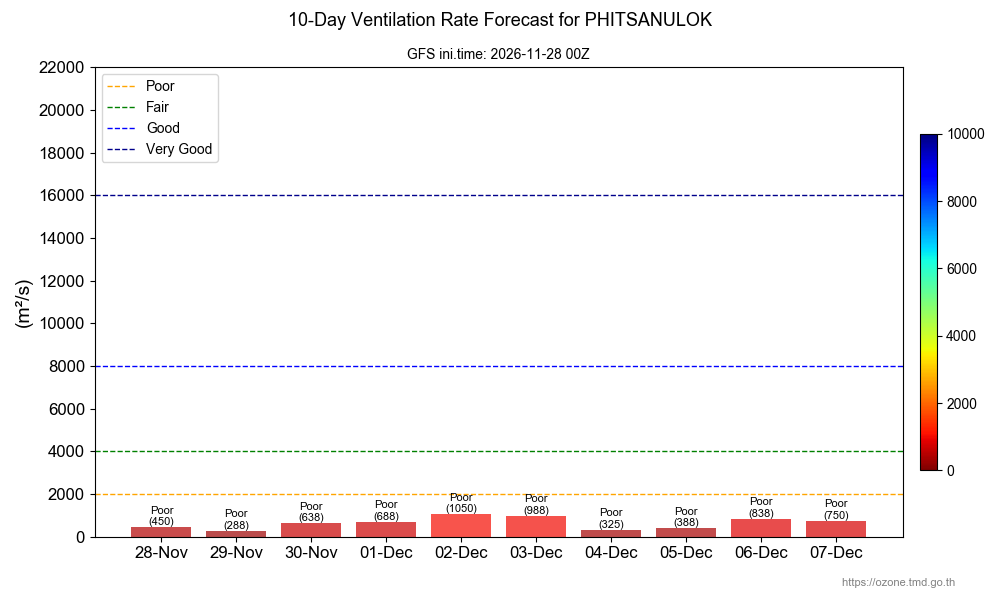 10-Day Ventilation Rate Forecast for PHITSANULOK
GFS ini.time: 2026-11-28 00Z
(m²/s)
22000
20000
18000
16000
14000
12000
10000
8000
6000
4000
2000
0
Poor
Fair
Good
Very Good
Poor
(450)
Poor
(288)
Poor
(638)
Poor
(688)
Poor
(1050)
Poor
(988)
Poor
(325)
Poor
(388)
Poor
(838)
Poor
(750)
28-Nov 29-Nov 30-Nov 01-Dec 02-Dec 03-Dec 04-Dec 05-Dec 06-Dec 07-Dec
10000
8000
6000
4000
2000
0
https://ozone.tmd.go.th